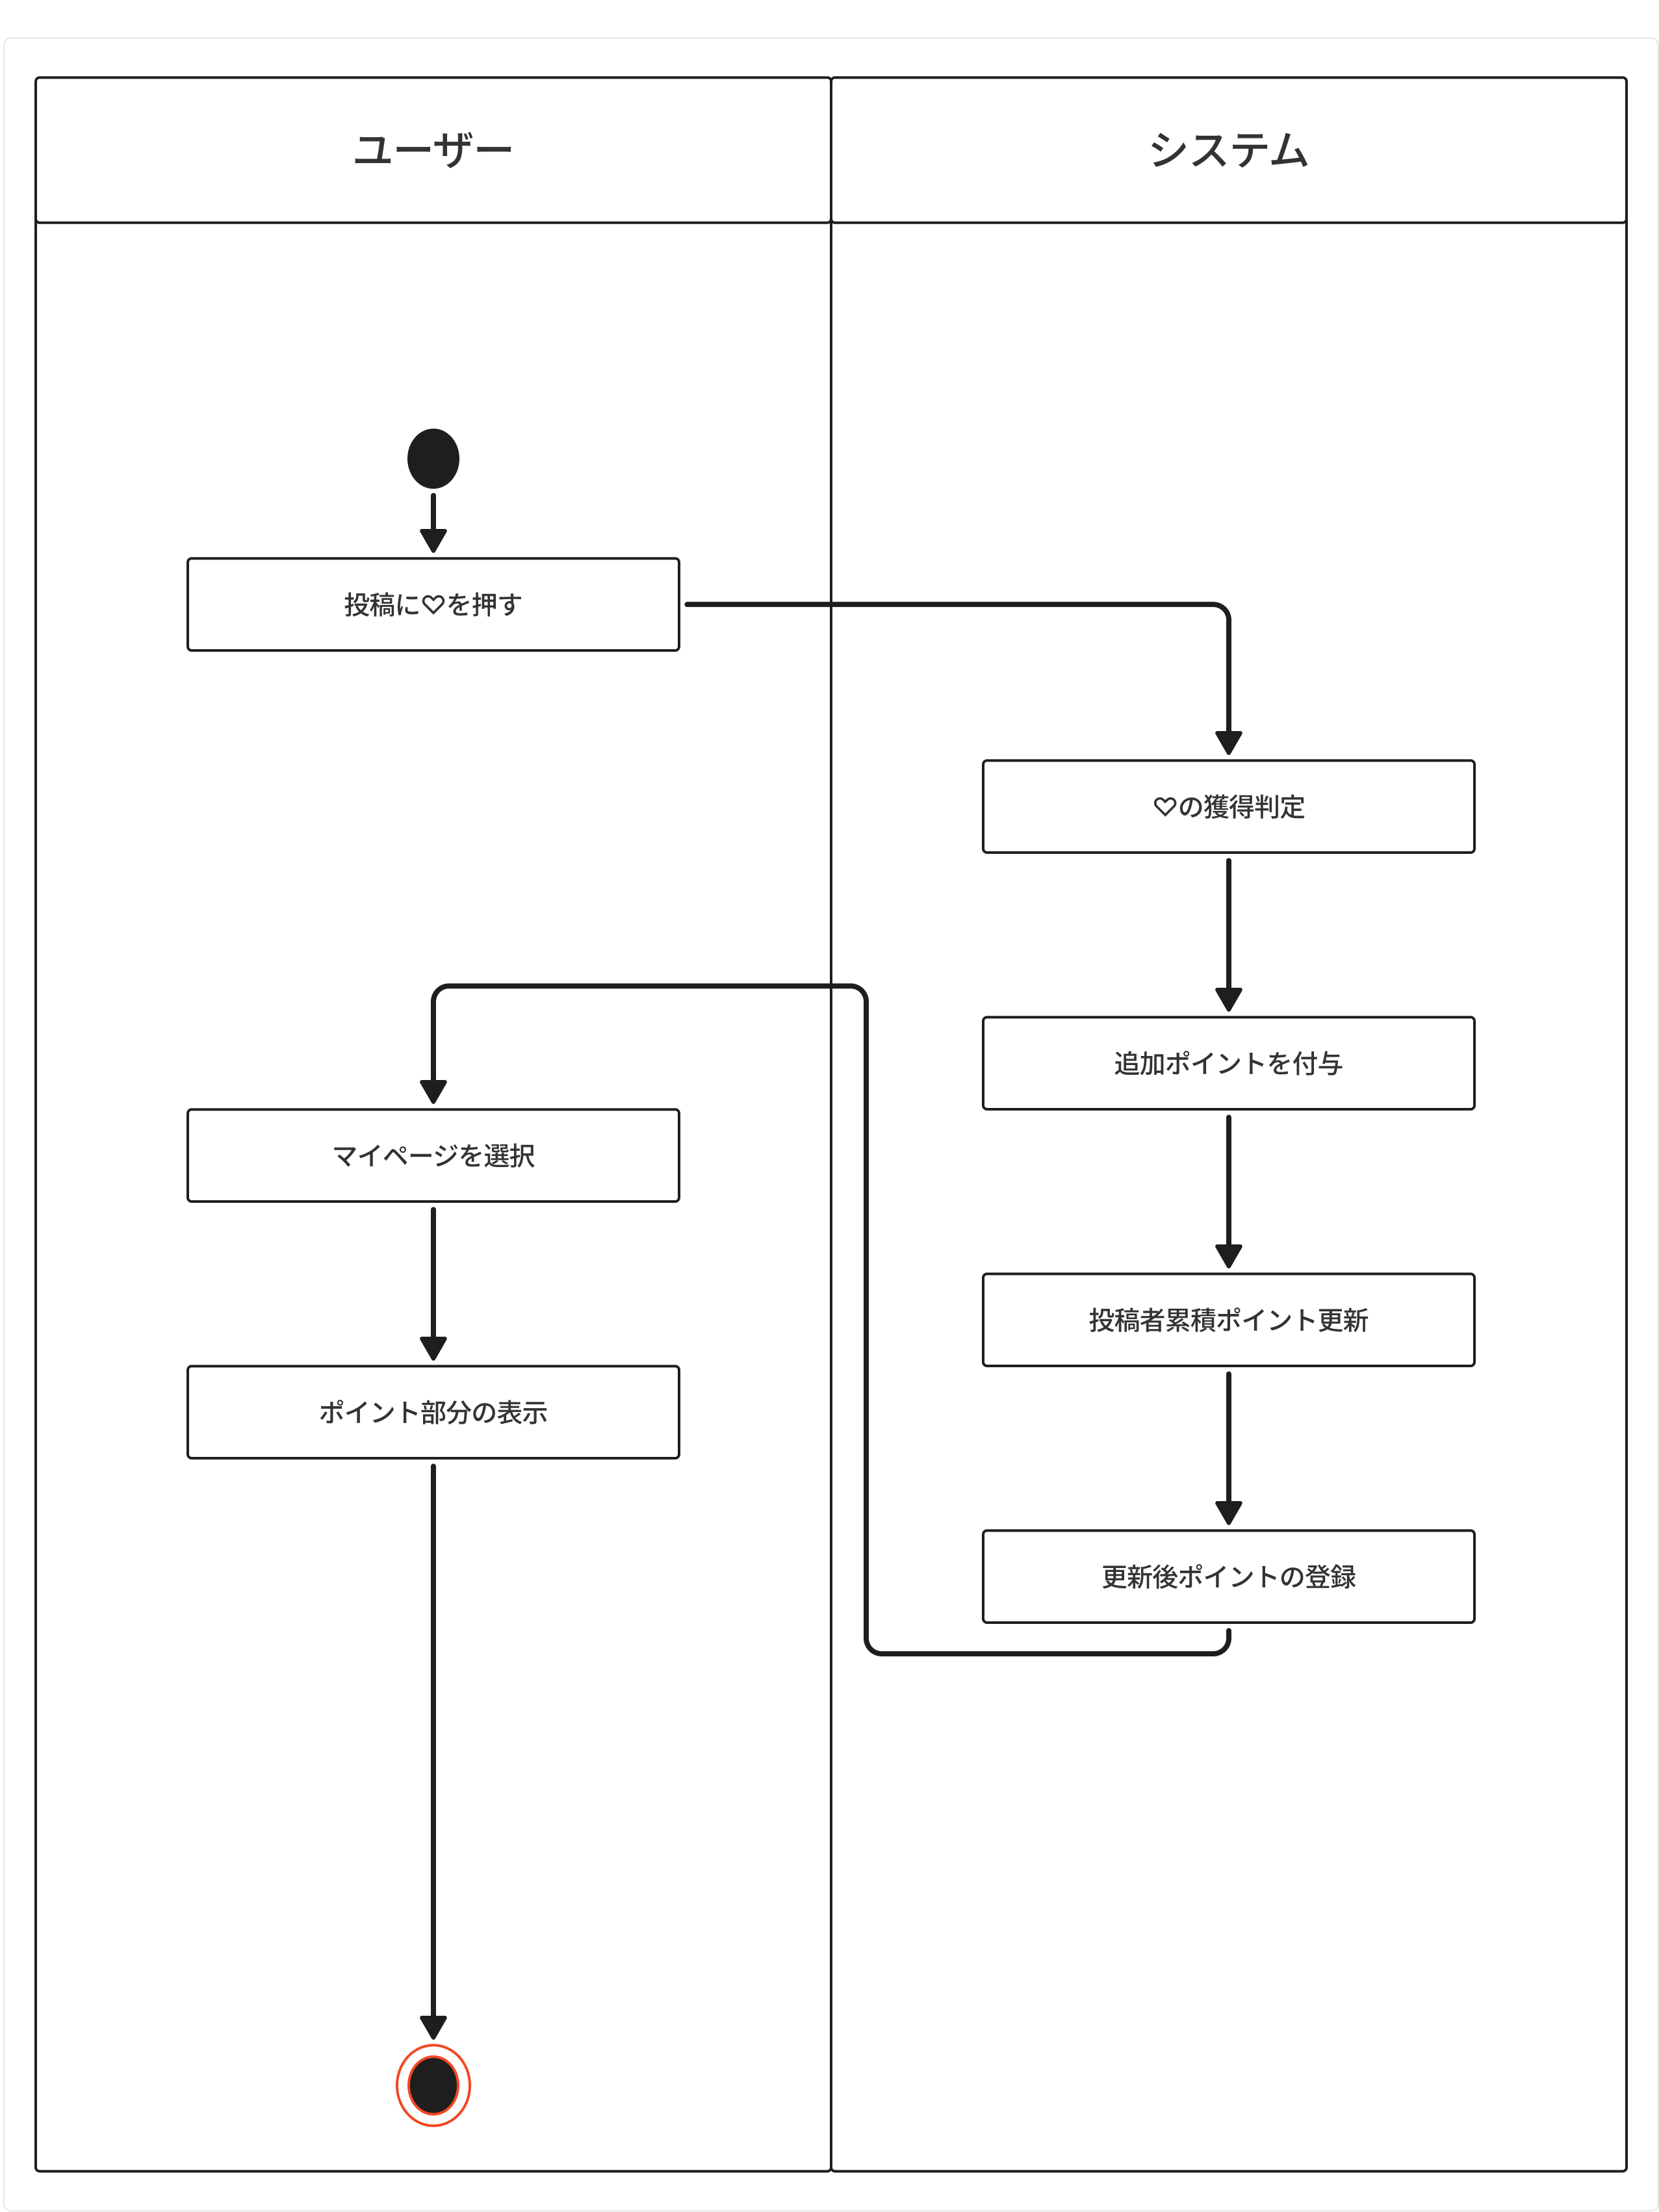 ユーザー
システム
投稿に♡を押す
♡の獲得判定
追加ポイントを付与
マイページを選択
投稿者累積ポイント更新
ポイント部分の表示
更新後ポイントの登録